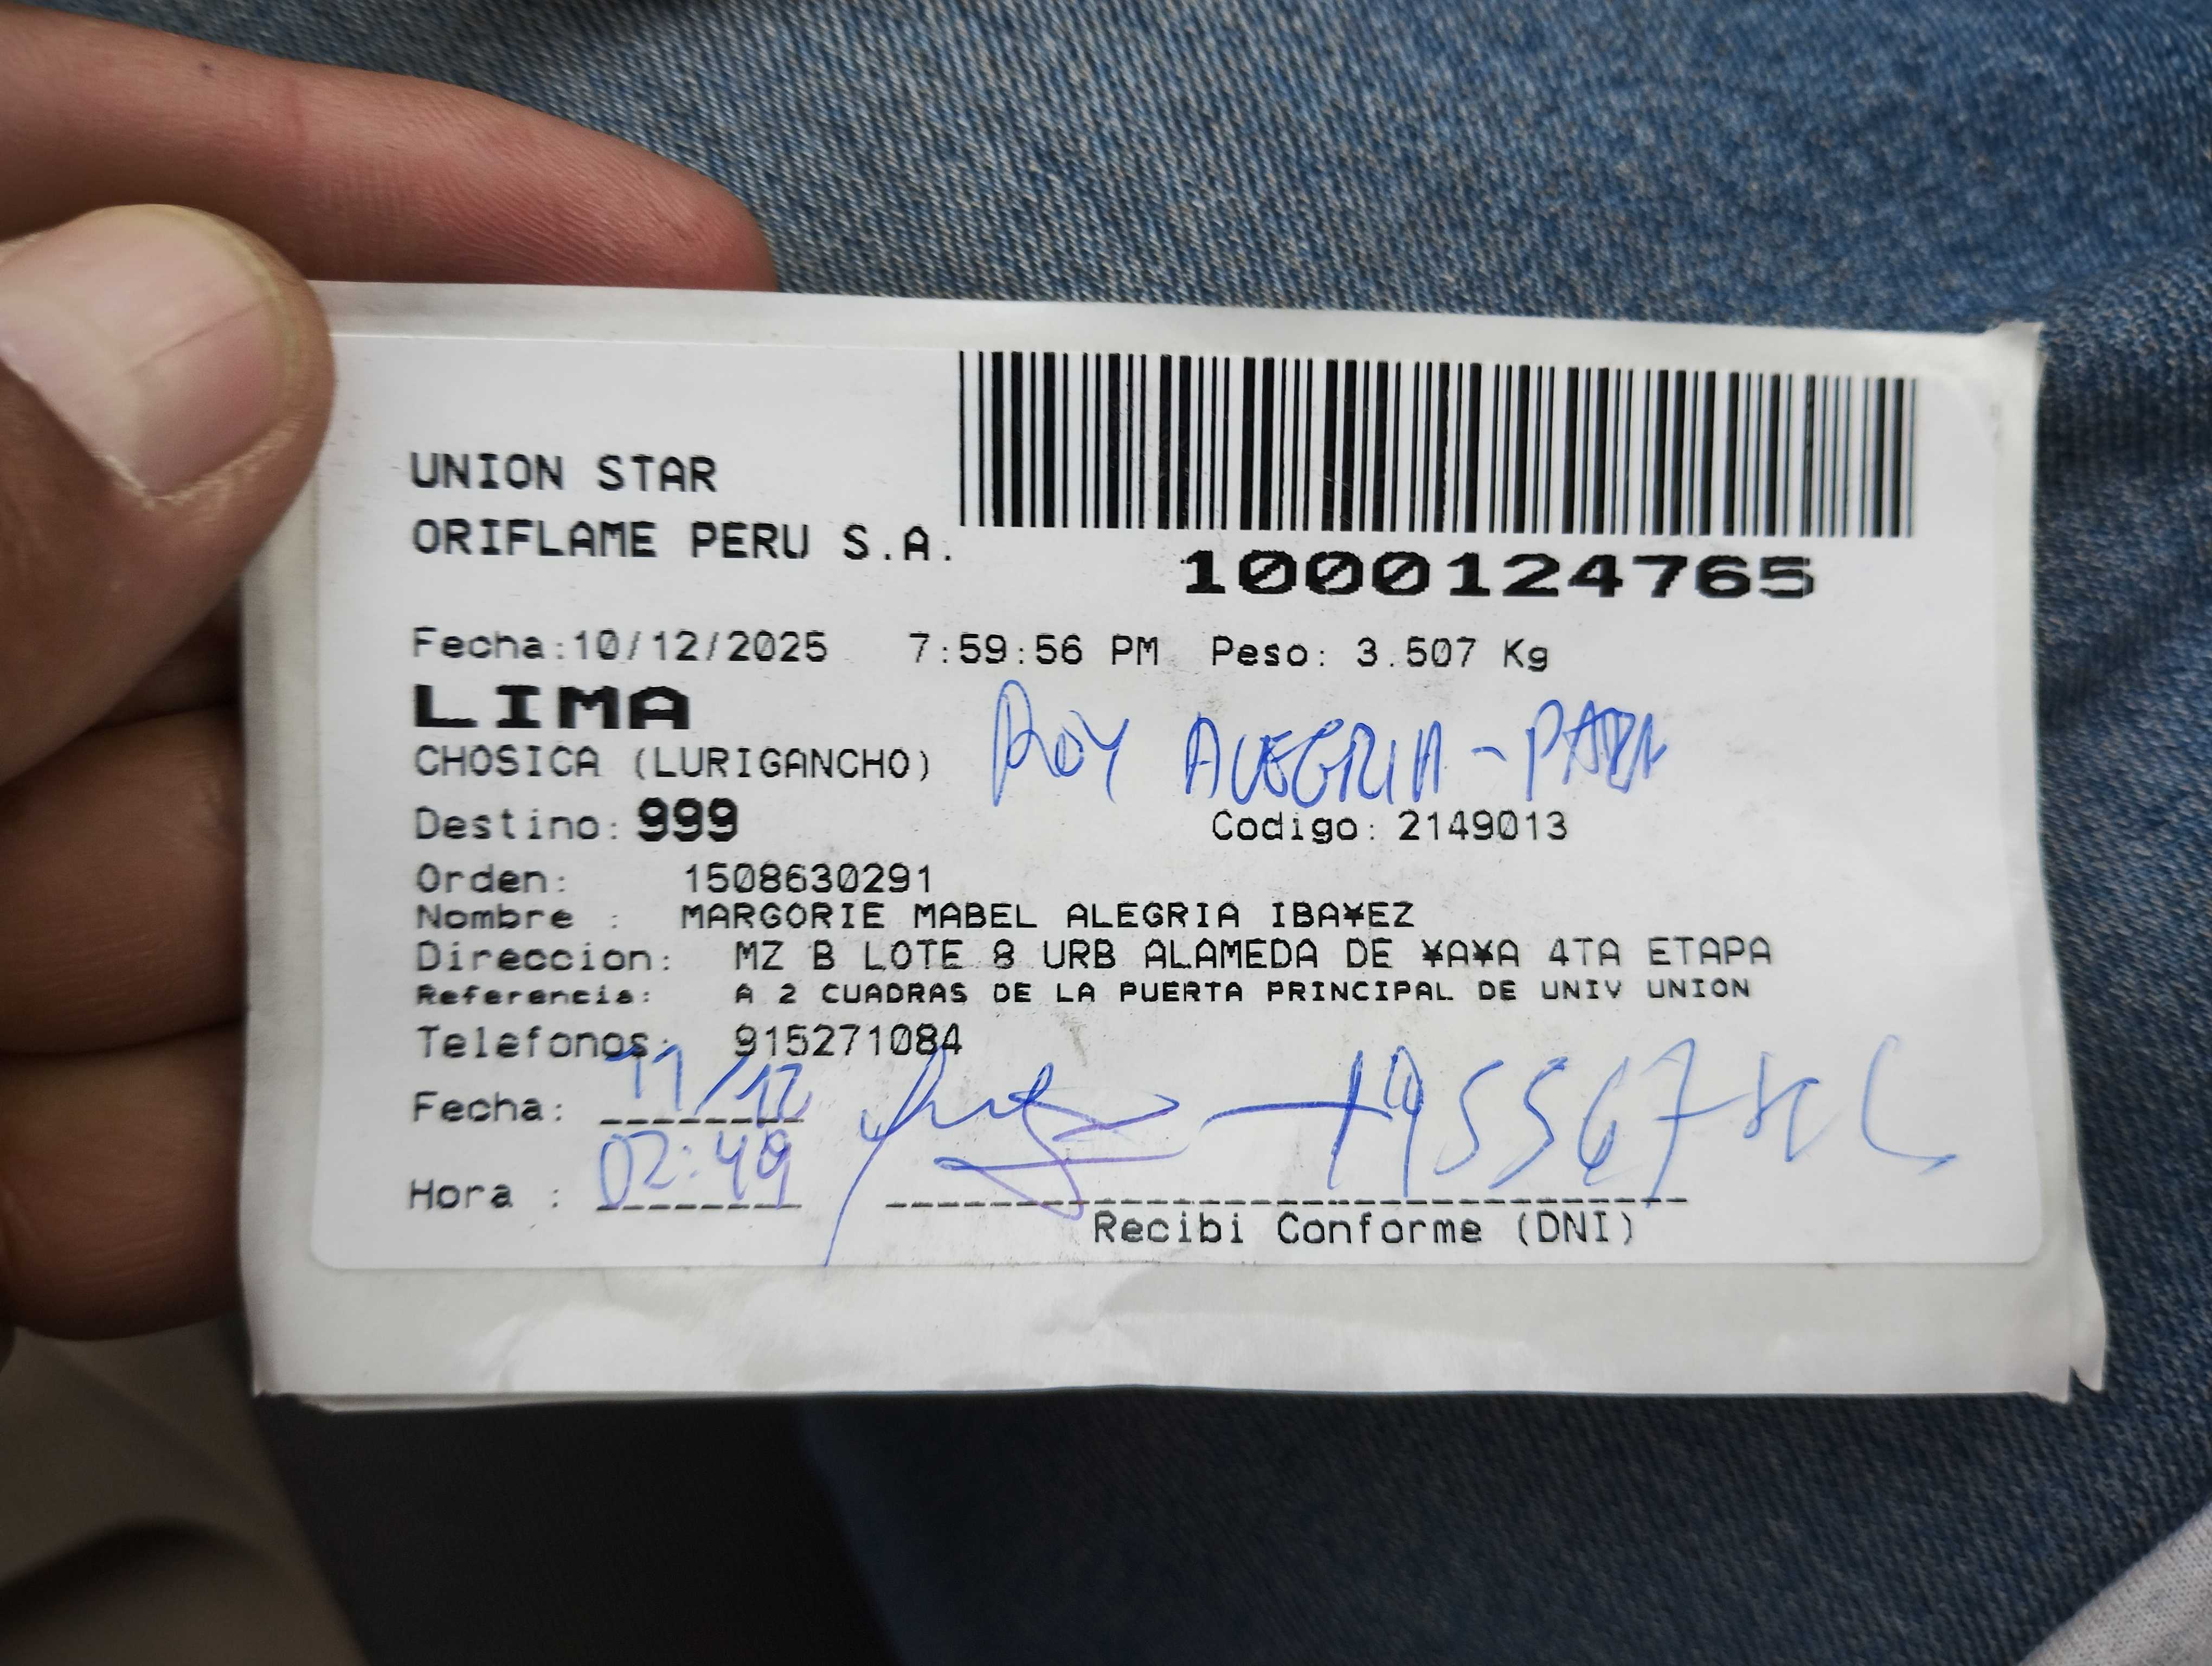 UNION STAR
ORIFLAME PERU S.A.
1000124765
Fecha:10/12/2025 7:59:56 PM Peso: 3.507 Kg
LIMA
CHOSICA (LURIGANCHO)
ROY ALEGRIA -
Destino: 999 Codigo: 2149013
Orden: 1508630291
Nombre : MARGORIE MABEL ALEGRIA IBA¥EZ
Direccion: MZ B LOTE 8 URB ALAMEDA DE ¥A¥A 4TA ETAPA
Referencia: A 2 CUADRAS DE LA PUERTA PRINCIPAL DE UNIV UNION
Telefonos: 915271084
Fecha: 11/12
Hora : 02:49
Recibi Conforme (DNI)